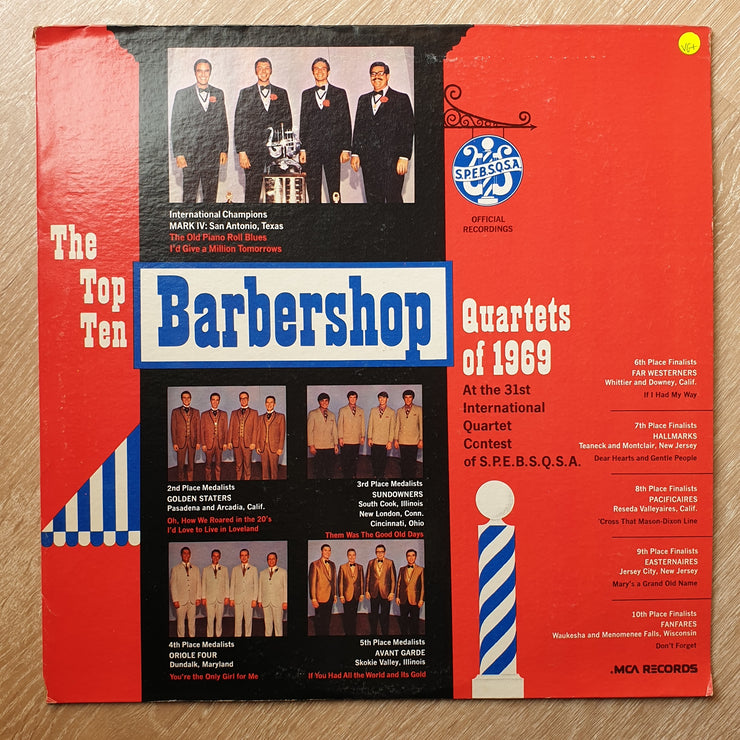 VG+
S.P.E.B.S.Q.S.A.
OFFICIAL
RECORDINGS
International Champions
MARK IV: San Antonio, Texas
The Old Piano Roll Blues
I'd Give a Million Tomorrows
The
Top
Ten
Barbershop
Quartets
of 1969
At the 31st
International
Quartet
Contest
of S.P.E.B.S.Q.S.A.
2nd Place Medalists
GOLDEN STATERS
Pasadena and Arcadia, Calif.
Oh, How We Roared in the 20's
I'd Love to Live in Loveland
3rd Place Medalists
SUNDOWNERS
South Cook, Illinois
New London, Conn.
Cincinnati, Ohio
Them Was The Good Old Days
4th Place Medalists
ORIOLE FOUR
Dundalk, Maryland
You're the Only Girl for Me
5th Place Medalists
AVANT GARDE
Skokie Valley, Illinois
If You Had All the World and its Gold
6th Place Finalists
FAR WESTERNERS
Whittier and Downey, Calif.
If I Had My Way
7th Place Finalists
HALLMARKS
Teaneck and Montclair, New Jersey
Dear Hearts and Gentle People
8th Place Finalists
PACIFICAIRES
Reseda Valleyaires, Calif.
'Cross That Mason-Dixon Line
9th Place Finalists
EASTERNAIRES
Jersey City, New Jersey
Mary's a Grand Old Name
10th Place Finalists
FANFARES
Waukesha and Menomenee Falls, Wisconsin
Don't Forget
.MCA RECORDS